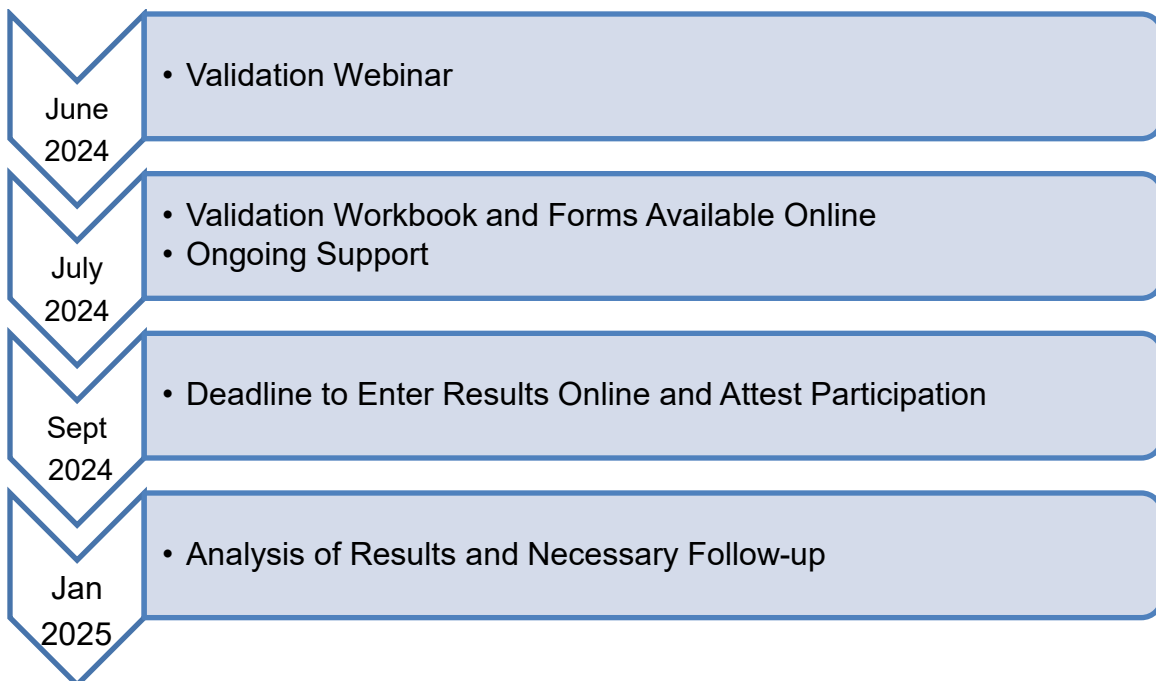 June
2024
• Validation Webinar
July
2024
• Validation Workbook and Forms Available Online
• Ongoing Support
Sept
2024
• Deadline to Enter Results Online and Attest Participation
Jan
2025
• Analysis of Results and Necessary Follow-up